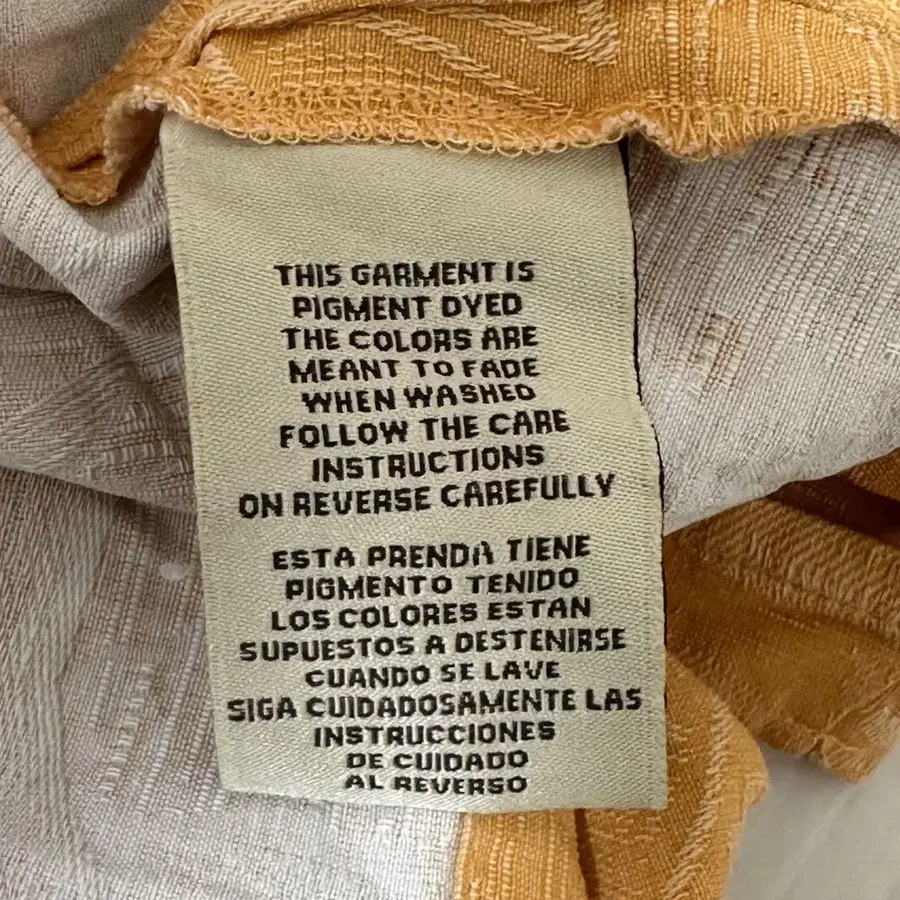 THIS GARMENT IS
PIGMENT DYED
THE COLORS ARE
MEANT TO FADE
WHEN WASHED
FOLLOW THE CARE
INSTRUCTIONS
ON REVERSE CAREFULLY
ESTA PRENDA TIENE
PIGMENTO TENIDO
LOS COLORES ESTAN
SUPUESTOS A DESTENIRSE
CUANDO SE LAVE
SIGA CUIDADOSAMENTE LAS
INSTRUCCIONES
DE CUIDADO
AL REVERSO